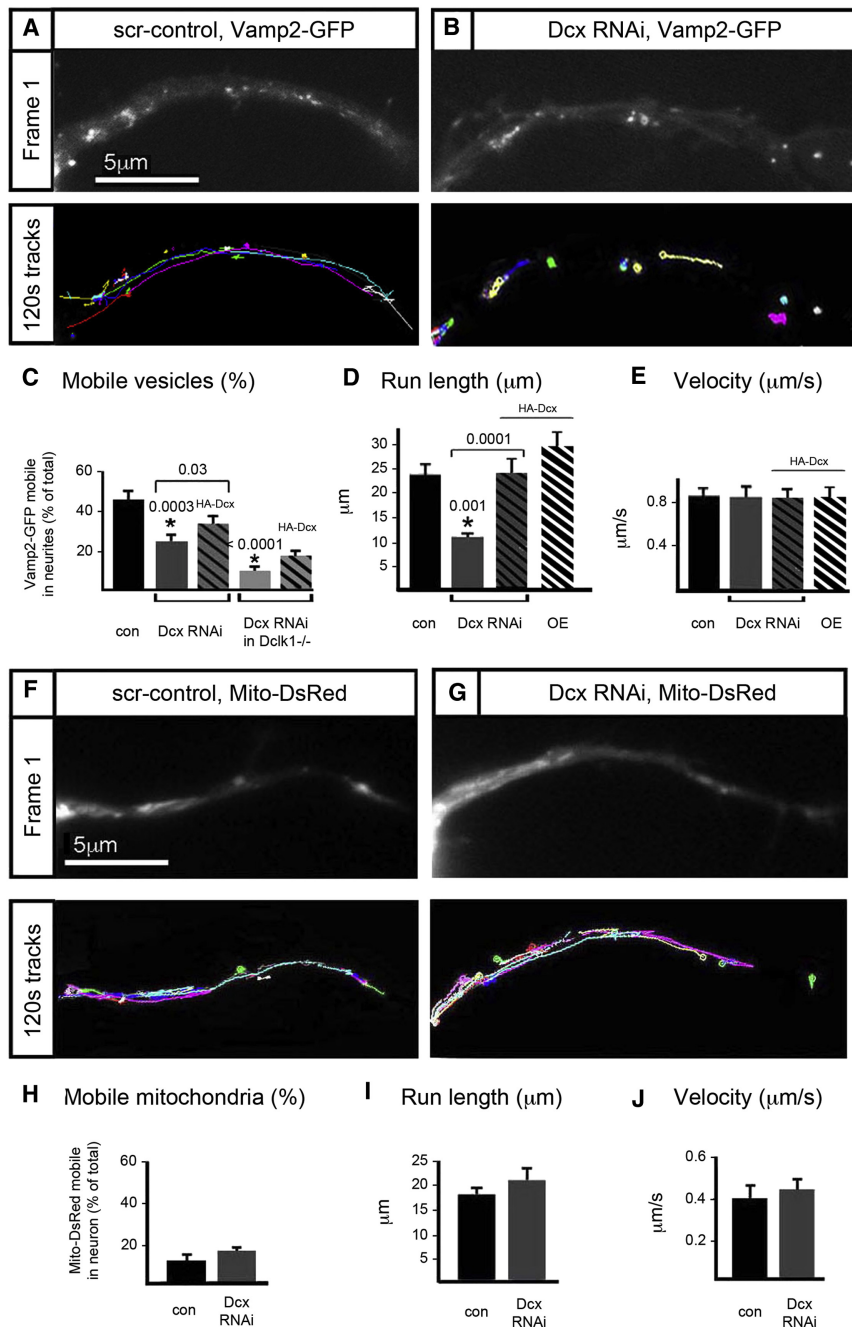 A scr-control, Vamp2-GFP
B Dcx RNAi, Vamp2-GFP
Frame 1
5μm
120s tracks
C Mobile vesicles (%)
Vamp2-GFP mobile
in neurites (% of total)
60
40
20
0.03
0.0003
*
HA-Dcx
< 0.0001
*
HA-Dcx
con
Dcx RNAi
Dcx RNAi
in Dclk1-/-
D Run length (μm)
HA-Dcx
μm
30
25
20
15
10
5
0.0001
0.001
*
con
Dcx RNAi
OE
E Velocity (μm/s)
HA-Dcx
μm/s
0.8
0.4
con
Dcx RNAi
OE
F scr-control, Mito-DsRed
G Dcx RNAi, Mito-DsRed
Frame 1
5μm
120s tracks
H Mobile mitochondria (%)
Mito-DsRed mobile
in neuron (% of total)
60
40
20
con
Dcx
RNAi
I Run length (μm)
μm
25
20
15
10
5
con
Dcx
RNAi
J Velocity (μm/s)
μm/s
0.6
0.4
0.2
con
Dcx
RNAi